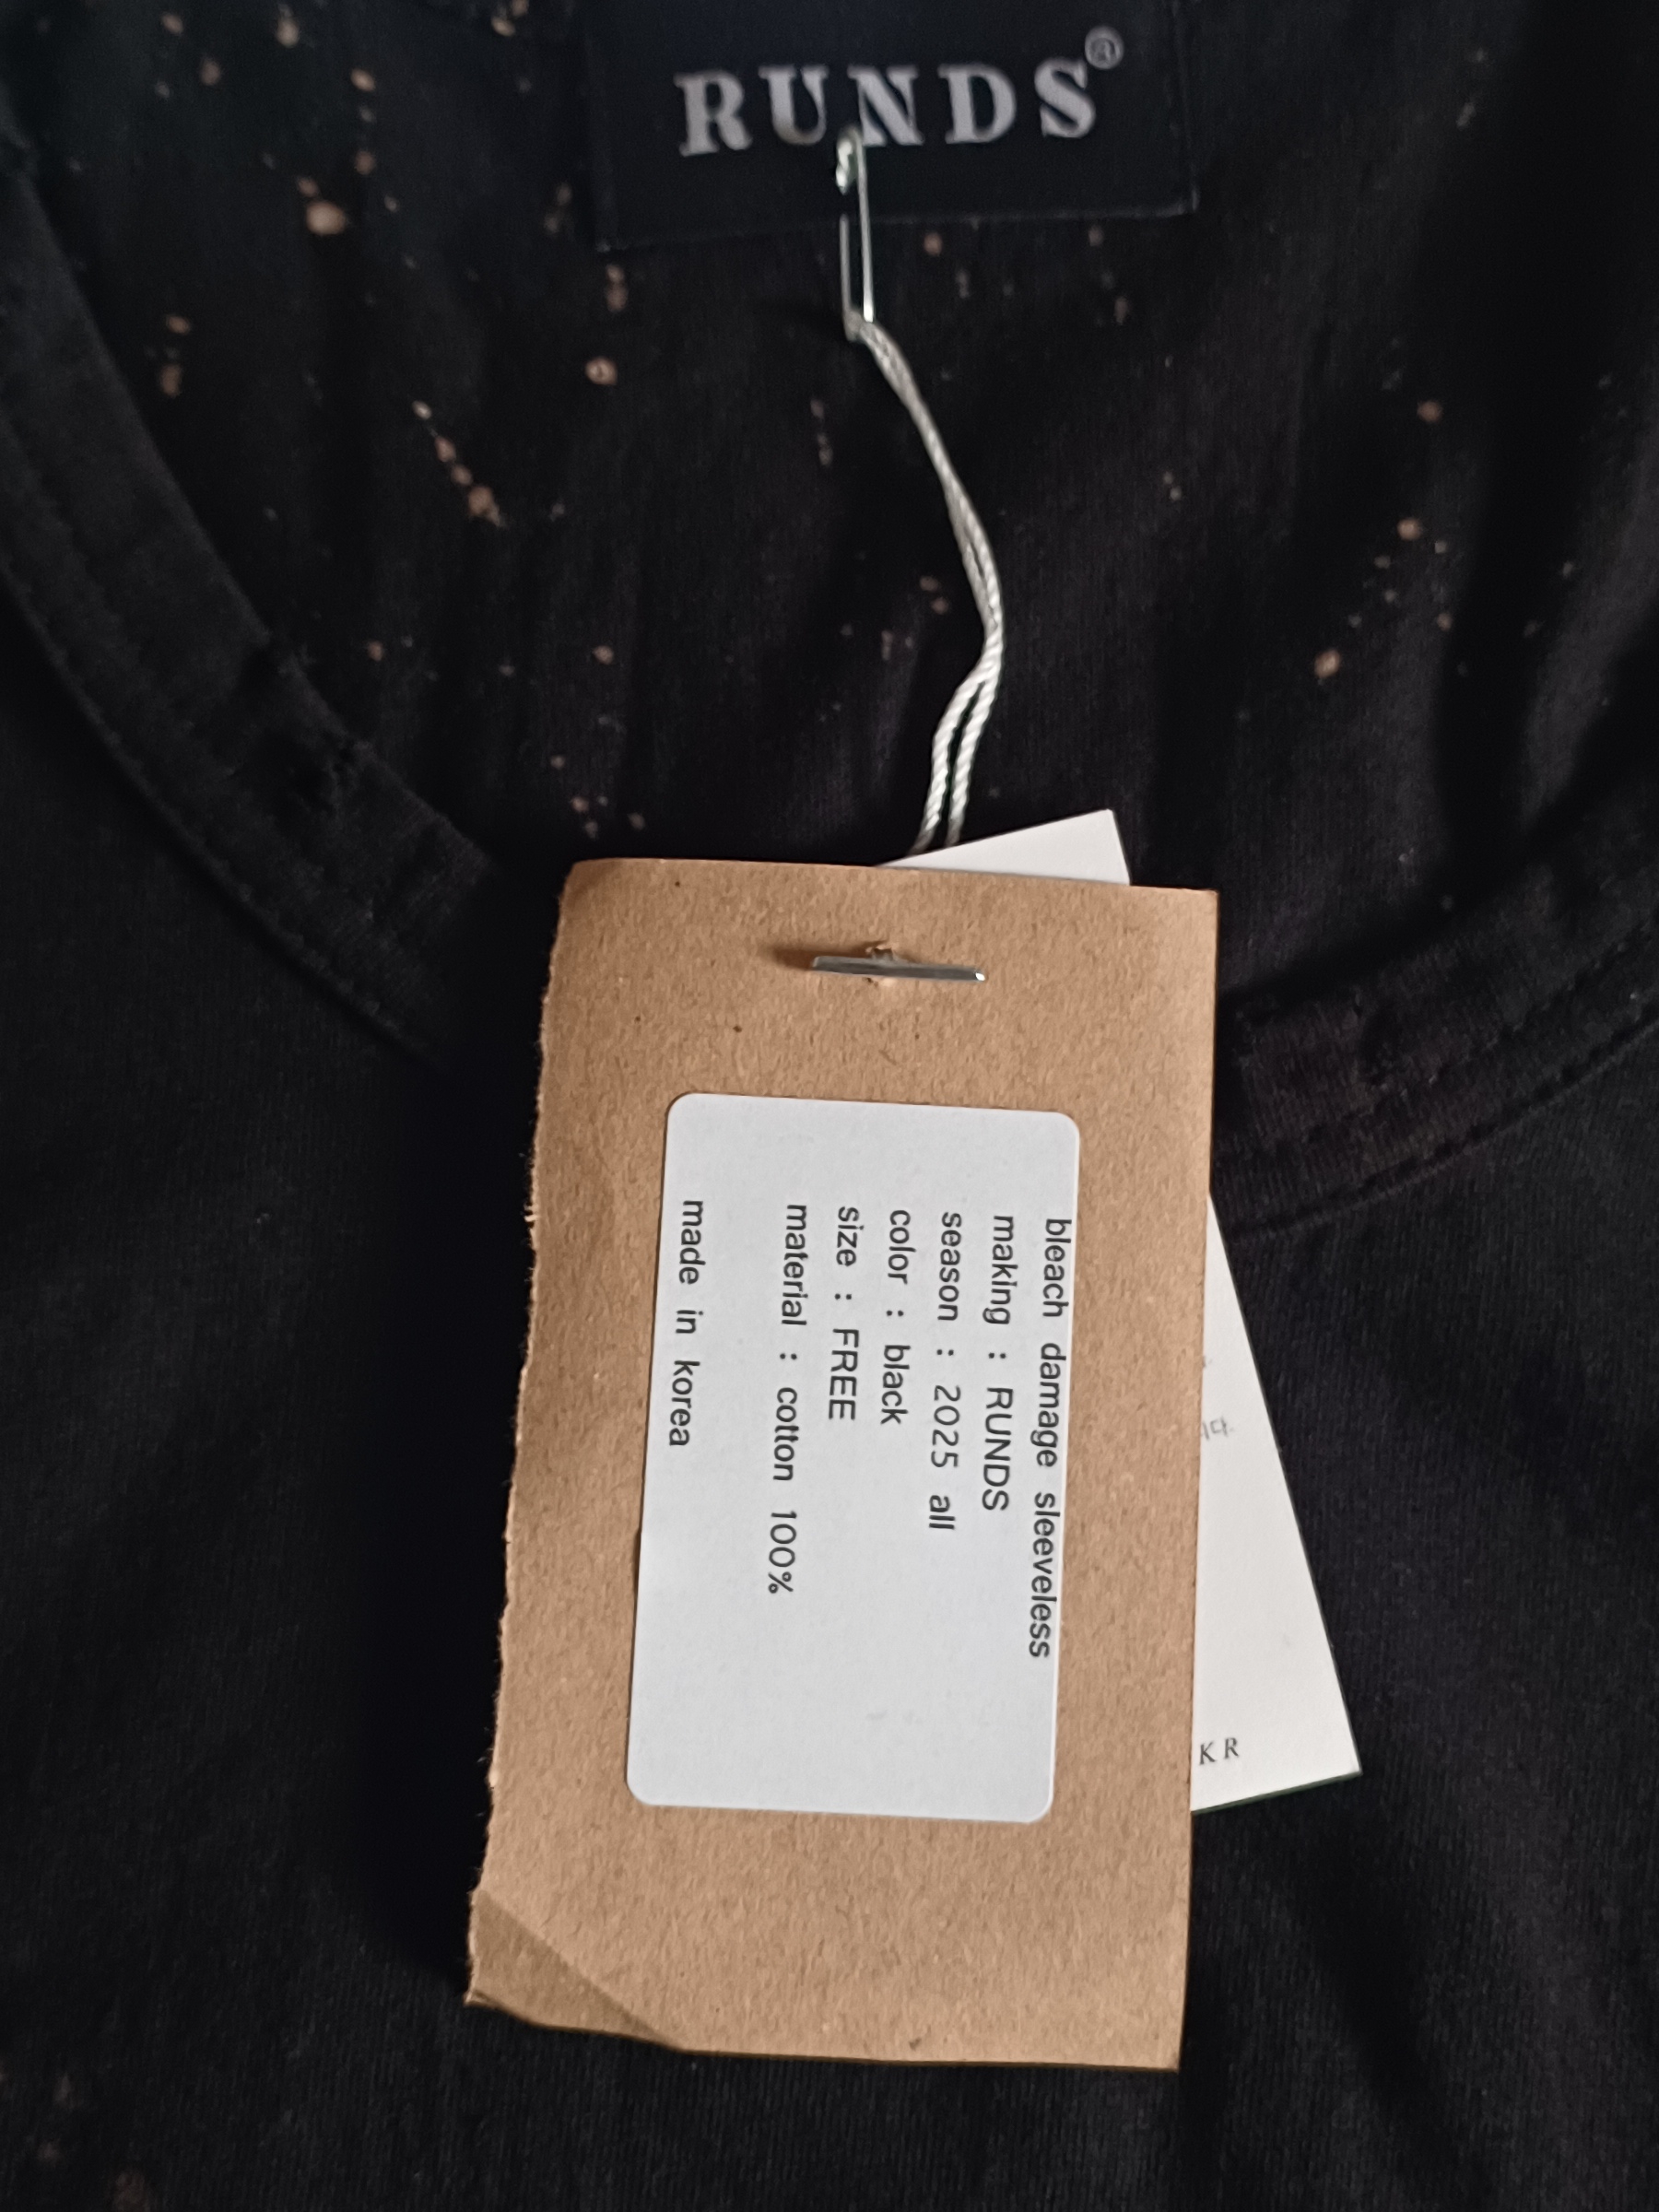 RUNDS®
bleach damage sleeveless
making : RUNDS
season : 2025 all
color : black
size : FREE
material : cotton 100%
made in korea
다.
KR